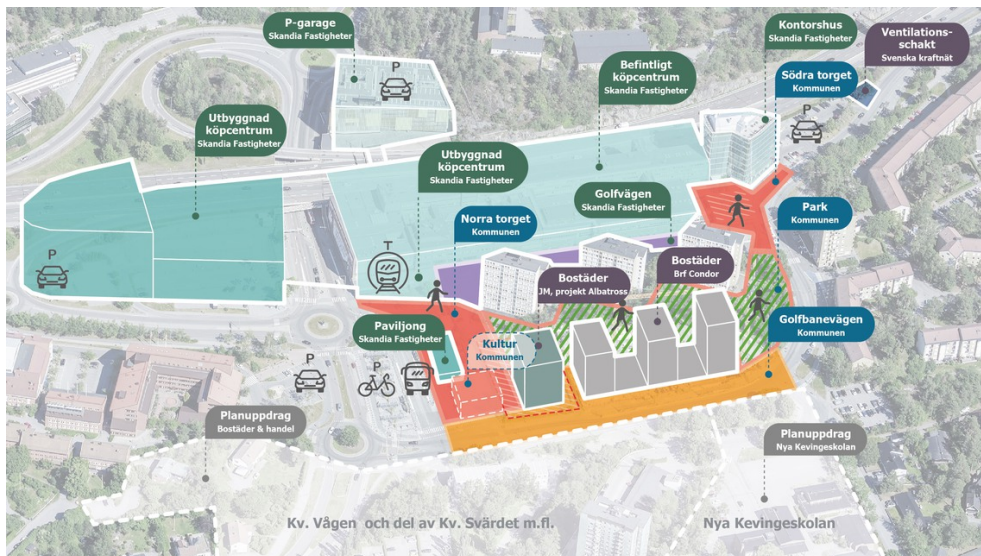 P-garage
Skandia Fastigheter
Kontorshus
Skandia Fastigheter
Ventilations-
schakt
Svenska kraftnät
Befintligt
köpcentrum
Skandia Fastigheter
Södra torget
Kommunen
P
P
Utbyggnad
köpcentrum
Skandia Fastigheter
Utbyggnad
köpcentrum
Skandia Fastigheter
Golfvägen
Skandia Fastigheter
Park
Kommunen
Norra torget
Kommunen
P
T
Bostäder
JM, projekt Albatross
Bostäder
Brf Condor
Golfbanevägen
Kommunen
Paviljong
Skandia Fastigheter
Kultur
Kommunen
P
P
Planuppdrag
Bostäder & handel
Planuppdrag
Nya Kevingeskolan
Kv. Vågen och del av Kv. Svärdet m.fl.
Nya Kevingeskolan